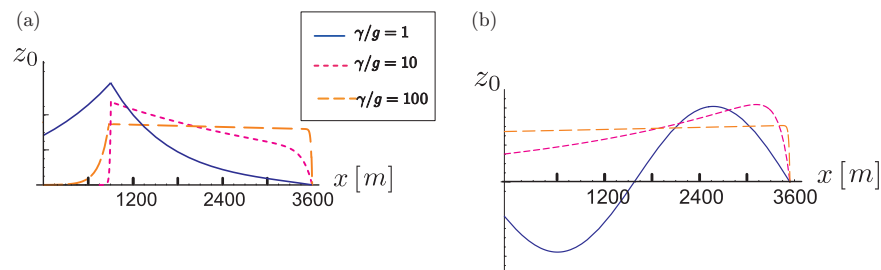 (a)
z₀
γ/g = 1
γ/g = 10
γ/g = 100
1200 2400 3600
x [m]
(b)
z₀
1200 2400 3600
x [m]